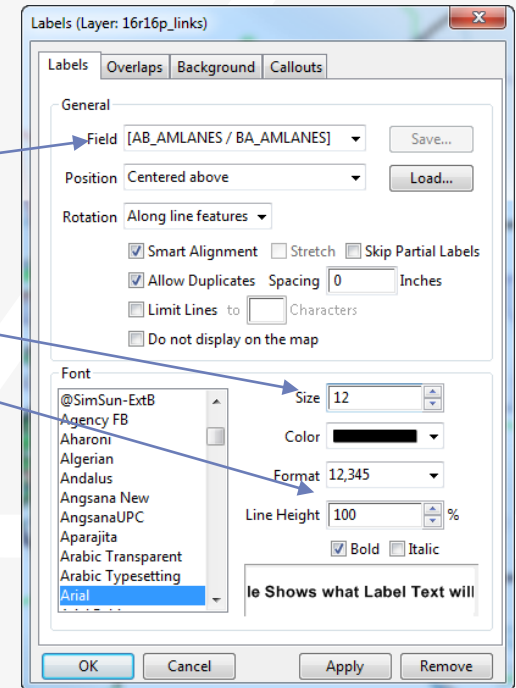 Labels (Layer: 16r16p_links)
x
Labels Overlaps Background Callouts
General
Field [AB_AMLANES / BA_AMLANES] Save...
Position Centered above Load...
Rotation Along line features
Smart Alignment Stretch Skip Partial Labels
Allow Duplicates Spacing 0 Inches
Limit Lines to Characters
Do not display on the map
Font
@SimSun-ExtB
Agency FB
Aharoni
Algerian
Andalus
Angsana New
AngsanaUPC
Aparajita
Arabic Transparent
Arabic Typesetting
Arial
Size 12
Color
Format 12,345
Line Height 100 %
Bold Italic
le Shows what Label Text will
OK Cancel Apply Remove